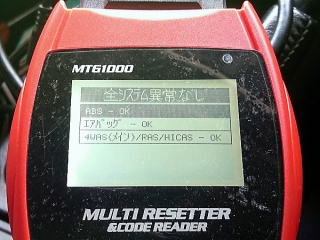 MTG1000
全システム異常なし
ABS - OK
エアバッグ - OK
4WAS(メイン)/RAS/HICAS - OK
MULTI RESETTER
&CODE READER